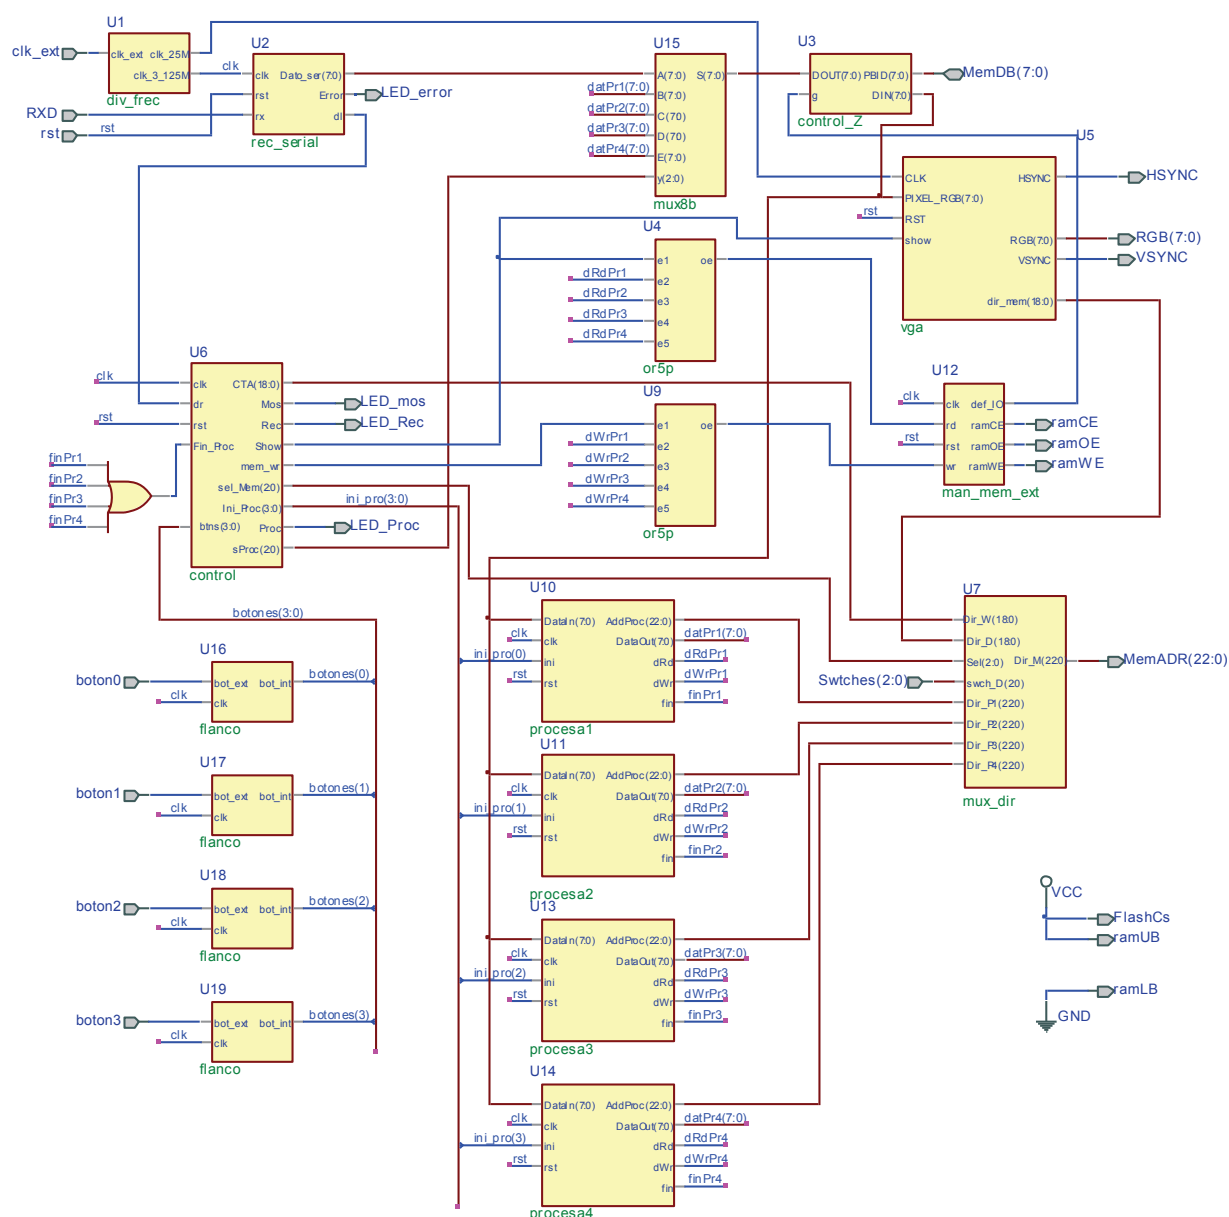 U1
clk_ext
clk_ext
clk_25M
clk_3_125M
div_frec
clk
U2
clk
Dato_ser(7:0)
rst
Error
rx
dl
rec_serial
LED_error
RXD
rst
rst
U15
A(7:0)
S(7:0)
B(7:0)
C(7:0)
D(7:0)
E(7:0)
y(2:0)
mux8b
datPr1(7:0)
datPr2(7:0)
datPr3(7:0)
datPr4(7:0)
U3
DOUT(7:0)
PBID(7:0)
g
DIN(7:0)
control_Z
MemDB(7:0)
U5
CLK
HSYNC
PIXEL_RGB(7:0)
RST
show
RGB(7:0)
VSYNC
dir_mem(18:0)
vga
rst
HSYNC
RGB(7:0)
VSYNC
U4
e1
oe
e2
e3
e4
e5
or5p
dRdPr1
dRdPr2
dRdPr3
dRdPr4
U6
clk
CTA(18:0)
dr
Mos
rst
Rec
Fin_Proc
Show
mem_wr
sel_Mem(2:0)
Ini_Proc(3:0)
btns(3:0)
Proc
sProc(2:0)
control
clk
rst
finPr1
finPr2
finPr3
finPr4
LED_mos
LED_Rec
ini_pro(3:0)
LED_Proc
U9
e1
oe
e2
e3
e4
e5
or5p
dWrPr1
dWrPr2
dWrPr3
dWrPr4
U12
clk
def_IO
rd
ramCE
rst
ramOE
wr
ramWE
man_mem_ext
clk
rst
ramCE
ramOE
ramWE
botones(3:0)
U16
boton0
bot_ext
bot_int
clk
clk
flanco
botones(0)
U17
boton1
bot_ext
bot_int
clk
clk
flanco
botones(1)
U18
boton2
bot_ext
bot_int
clk
clk
flanco
botones(2)
U19
boton3
bot_ext
bot_int
clk
clk
flanco
botones(3)
U10
DataIn(7:0)
AddProc(22:0)
clk
DataOut(7:0)
ini
dRd
rst
dWr
fin
procesa1
clk
ini_pro(0)
rst
datPr1(7:0)
dRdPr1
dWrPr1
finPr1
U11
DataIn(7:0)
AddProc(22:0)
clk
DataOut(7:0)
ini
dRd
rst
dWr
fin
procesa2
clk
ini_pro(1)
rst
datPr2(7:0)
dRdPr2
dWrPr2
finPr2
U13
DataIn(7:0)
AddProc(22:0)
clk
DataOut(7:0)
ini
dRd
rst
dWr
fin
procesa3
clk
ini_pro(2)
rst
datPr3(7:0)
dRdPr3
dWrPr3
finPr3
U14
DataIn(7:0)
AddProc(22:0)
clk
DataOut(7:0)
ini
dRd
rst
dWr
fin
procesa4
clk
ini_pro(3)
rst
datPr4(7:0)
dRdPr4
dWrPr4
finPr4
U7
Dir_W(18:0)
Dir_D(18:0)
Sel(2:0)
Dir_M(22:0
swch_D(2:0)
Dir_P1(22:0)
Dir_P2(22:0)
Dir_P3(22:0)
Dir_P4(22:0)
mux_dir
Swtches(2:0)
MemADR(22:0)
VCC
FlashCs
ramUB
ramLB
GND